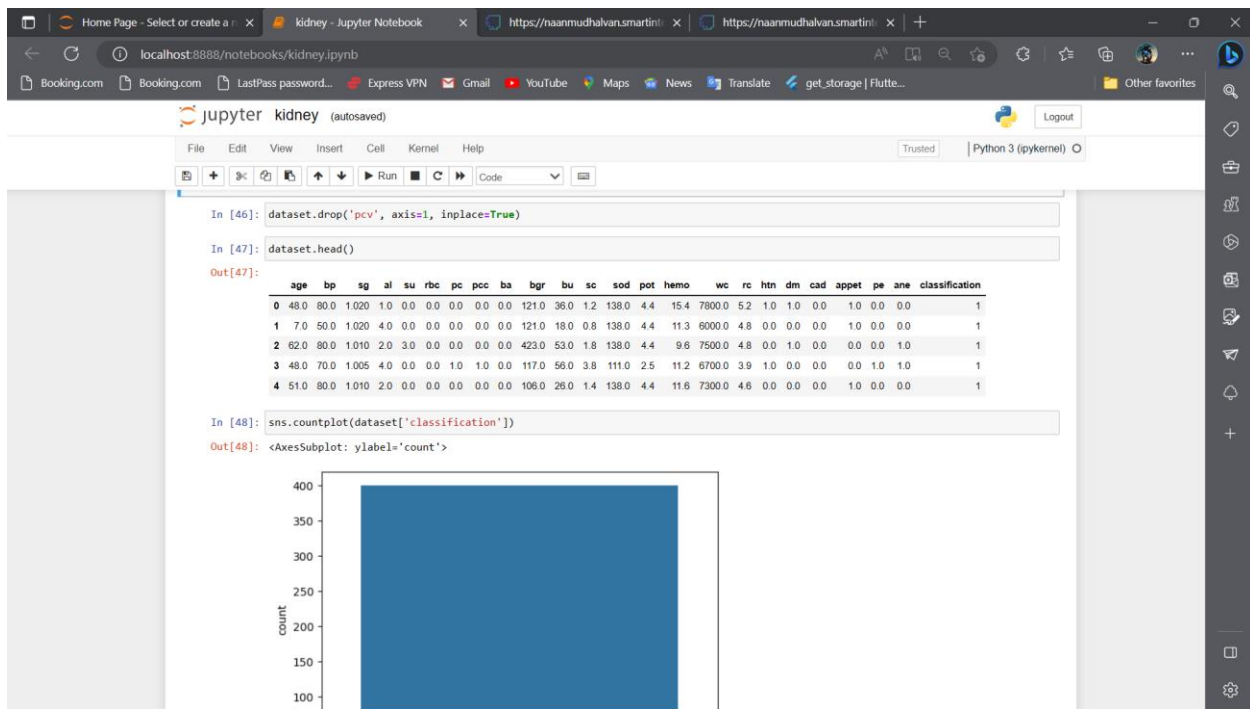 Home Page - Select or create a n
kidney - Jupyter Notebook
https://naanmudhalvan.smartint
https://naanmudhalvan.smartint
localhost:8888/notebooks/kidney.ipynb
Booking.com Booking.com LastPass password... Express VPN Gmail YouTube Maps News Translate get_storage | Flutte... Other favorites
jupyter kidney (autosaved) Logout
File Edit View Insert Cell Kernel Help Trusted Python 3 (ipykernel)
Run Code
In [46]: dataset.drop('pcv', axis=1, inplace=True)
In [47]: dataset.head()
Out[47]:
age bp sg al su rbc pc pcc ba bgr bu sc sod pot hemo wc rc htn dm cad appet pe ane classification
0 48.0 80.0 1.020 1.0 0.0 0.0 0.0 0.0 0.0 121.0 36.0 1.2 138.0 4.4 15.4 7800.0 5.2 1.0 1.0 0.0 1.0 0.0 0.0 1
1 7.0 50.0 1.020 4.0 0.0 0.0 0.0 0.0 0.0 121.0 18.0 0.8 138.0 4.4 11.3 6000.0 4.8 0.0 0.0 0.0 1.0 0.0 0.0 1
2 62.0 80.0 1.010 2.0 3.0 0.0 0.0 0.0 0.0 423.0 53.0 1.8 138.0 4.4 9.6 7500.0 4.8 0.0 1.0 0.0 0.0 0.0 1.0 1
3 48.0 70.0 1.005 4.0 0.0 0.0 1.0 1.0 0.0 117.0 56.0 3.8 111.0 2.5 11.2 6700.0 3.9 1.0 0.0 0.0 0.0 1.0 1.0 1
4 51.0 80.0 1.010 2.0 0.0 0.0 0.0 0.0 0.0 106.0 26.0 1.4 138.0 4.4 11.6 7300.0 4.6 0.0 0.0 0.0 1.0 0.0 0.0 1
In [48]: sns.countplot(dataset['classification'])
Out[48]: <AxesSubplot: ylabel='count'>
400
350
300
250
count
200
150
100